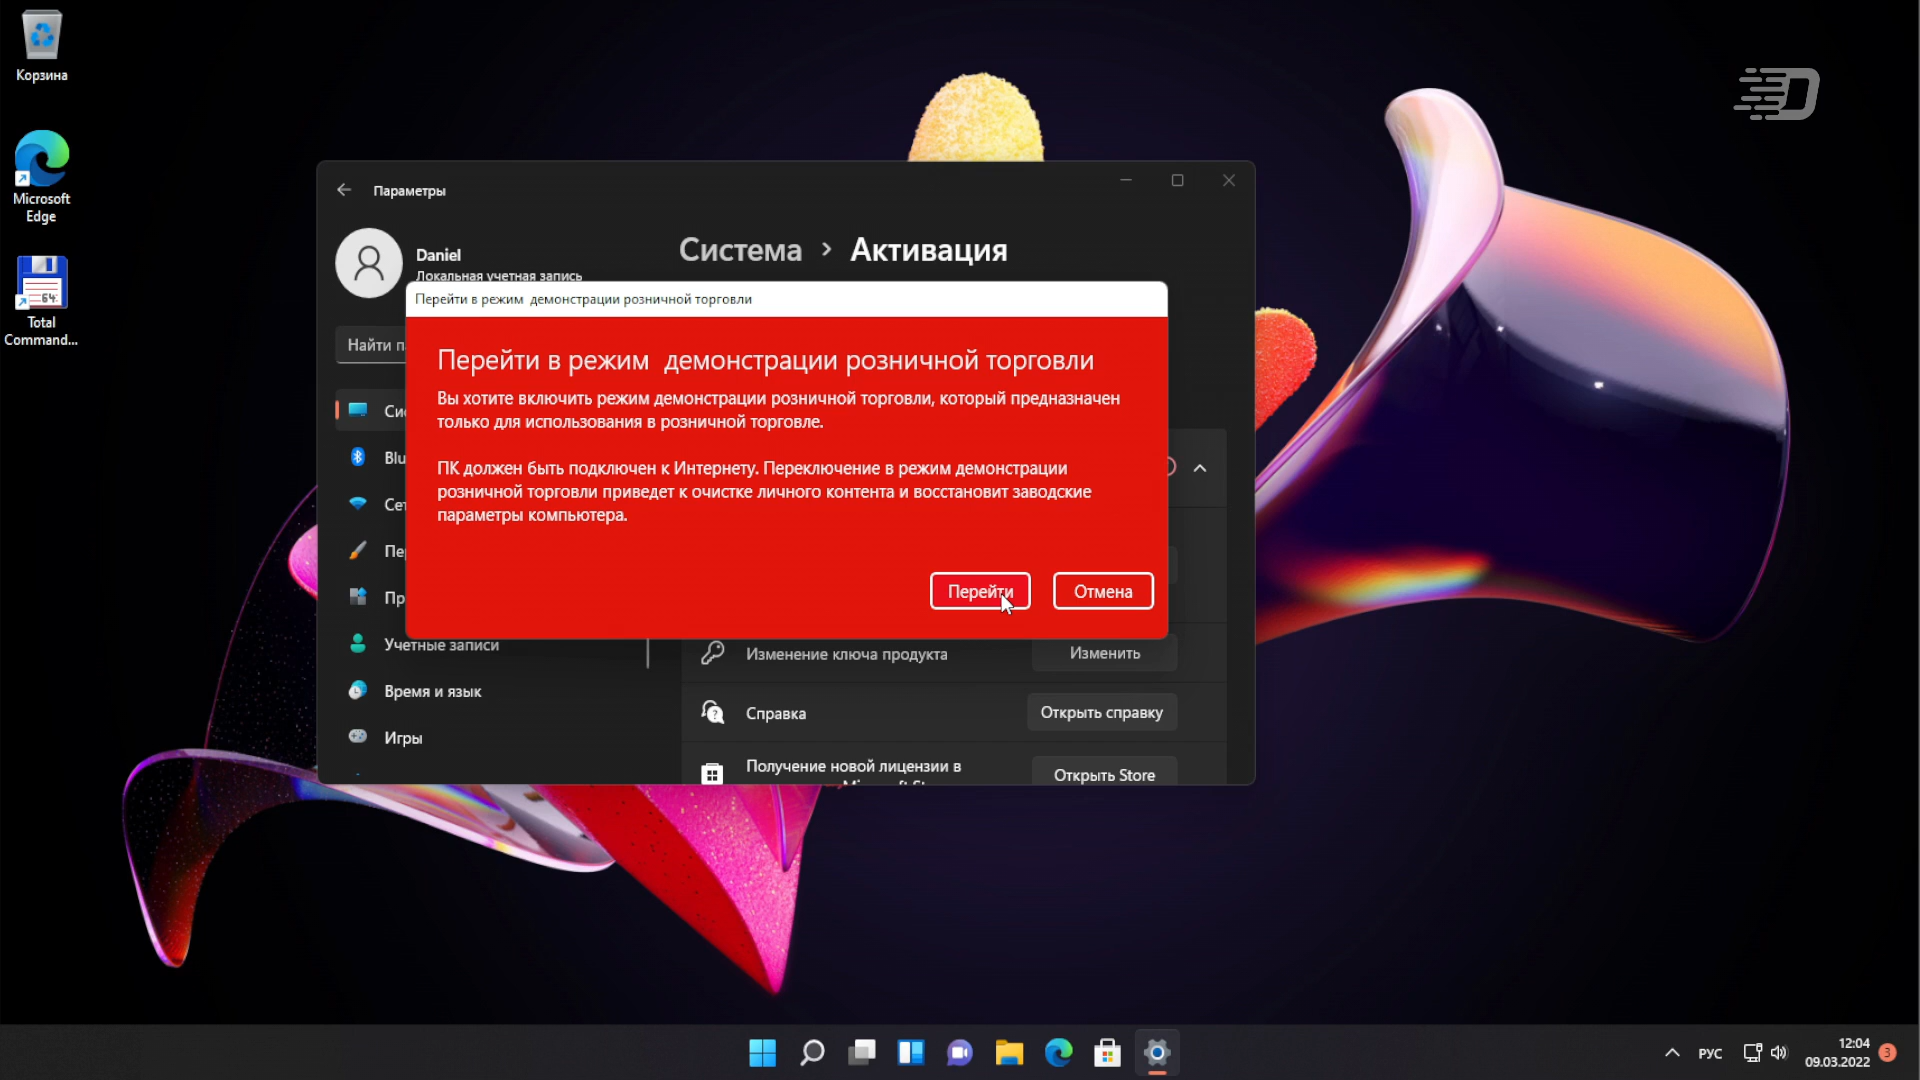 Корзина
Microsoft
Edge
Total
Command...
64
Параметры
Daniel
Локальная учетная запись
Система > Активация
Перейти в режим  демонстрации розничной торговли
Найти
Перейти в режим  демонстрации розничной торговли
Вы хотите включить режим демонстрации розничной торговли, который предназначен
только для использования в розничной торговле.
ПК должен быть подключен к Интернету. Переключение в режим демонстрации
розничной торговли приведет к очистке личного контента и восстановит заводские
параметры компьютера.
Перейти
Отмена
Учетные записи
Время и язык
Игры
Изменение ключа продукта
Изменить
Справка
Открыть справку
Получение новой лицензии в
Открыть Store
РУС
12:04
09.03.2022
3